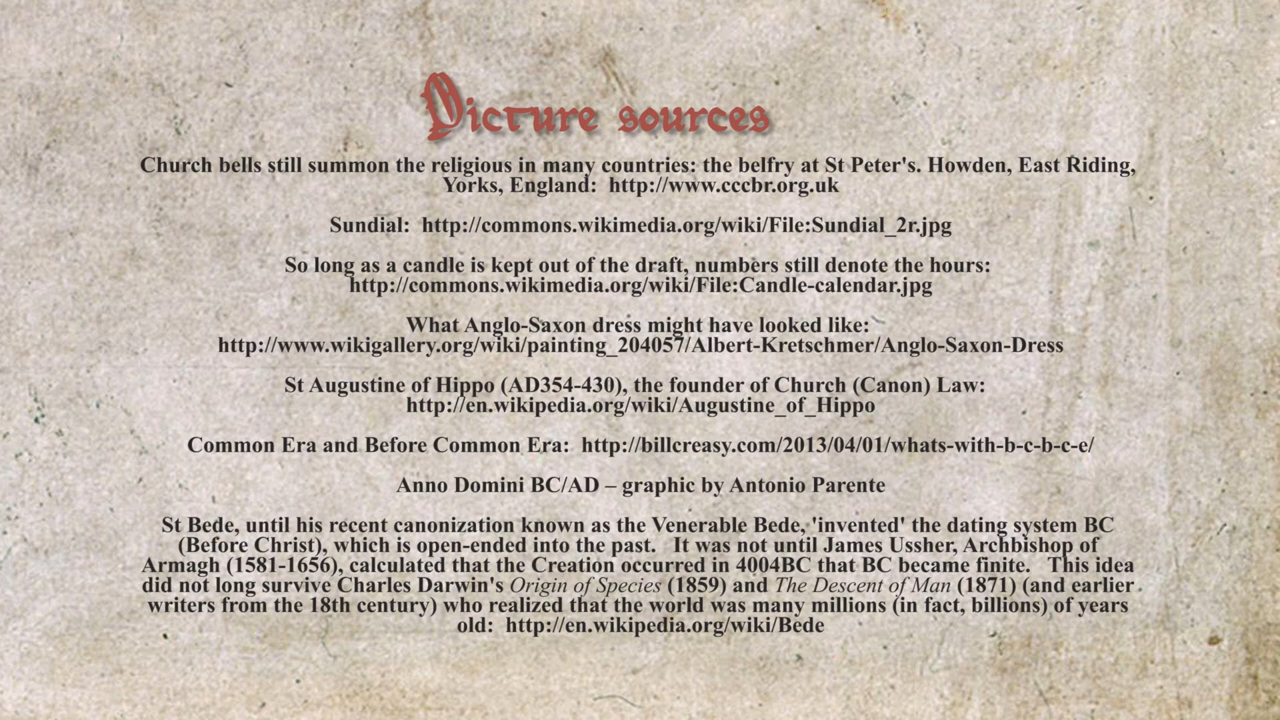 Picture sources
Church bells still summon the religious in many countries: the belfry at St Peter's. Howden, East Riding,
Yorks, England:  http://www.cccbr.org.uk
Sundial:  http://commons.wikimedia.org/wiki/File:Sundial_2r.jpg
So long as a candle is kept out of the draft, numbers still denote the hours:
http://commons.wikimedia.org/wiki/File:Candle-calendar.jpg
What Anglo-Saxon dress might have looked like:
http://www.wikigallery.org/wiki/painting_204057/Albert-Kretschmer/Anglo-Saxon-Dress
St Augustine of Hippo (AD354-430), the founder of Church (Canon) Law:
http://en.wikipedia.org/wiki/Augustine_of_Hippo
Common Era and Before Common Era:  http://billcreasy.com/2013/04/01/whats-with-b-c-b-c-e/
Anno Domini BC/AD – graphic by Antonio Parente
St Bede, until his recent canonization known as the Venerable Bede, 'invented' the dating system BC
(Before Christ), which is open-ended into the past.   It was not until James Ussher, Archbishop of
Armagh (1581-1656), calculated that the Creation occurred in 4004BC that BC became finite.   This idea
did not long survive Charles Darwin's Origin of Species (1859) and The Descent of Man (1871) (and earlier
writers from the 18th century) who realized that the world was many millions (in fact, billions) of years
old:  http://en.wikipedia.org/wiki/Bede